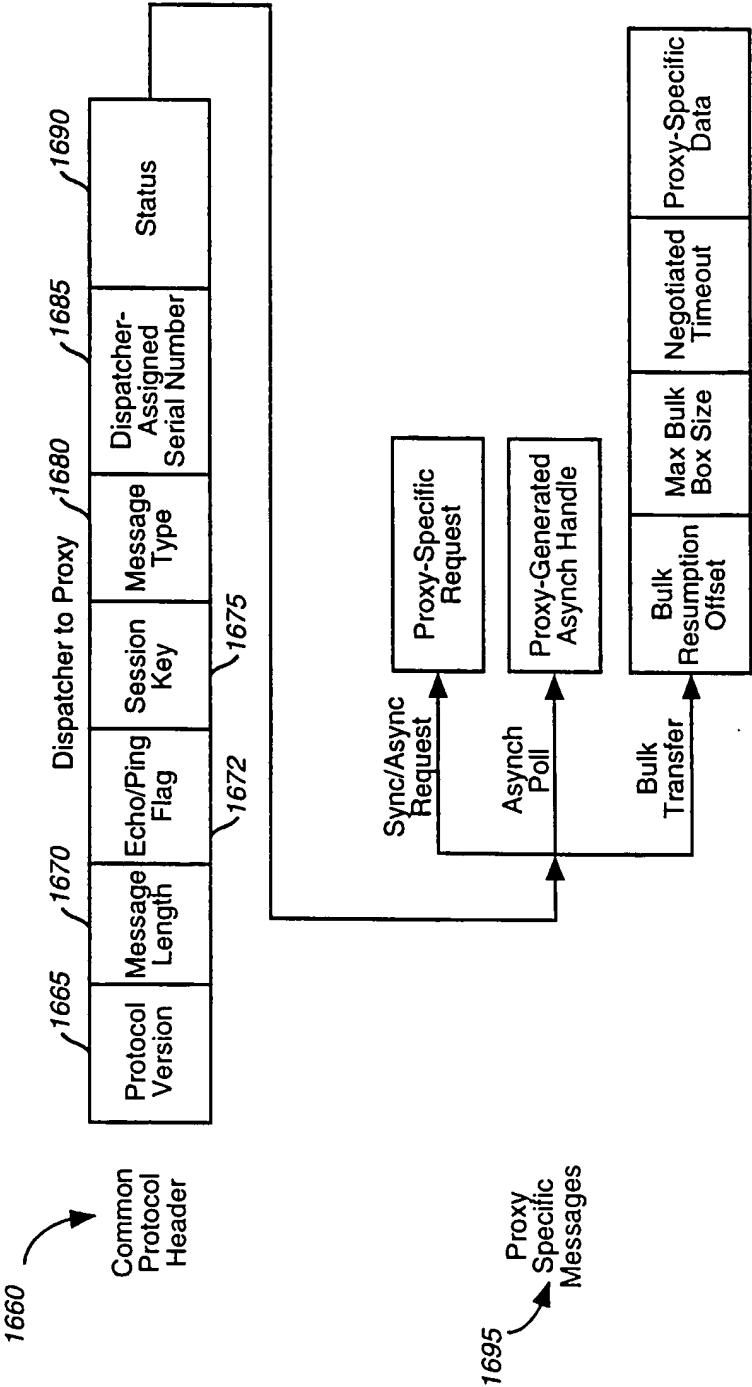 1660
Common
Protocol
Header
Dispatcher to Proxy
1665
Protocol
Version
1670
Message
Length
Echo/Ping
Flag
1672
Session
Key
1675
1680
Message
Type
1685
Dispatcher-
Assigned
Serial Number
1690
Status
1695
Proxy
Specific
Messages
Sync/Async
Request
Proxy-Specific
Request
Asynch
Poll
Proxy-Generated
Asynch Handle
Bulk
Transfer
Bulk
Resumption
Offset
Max Bulk
Box Size
Negotiated
Timeout
Proxy-Specific
Data